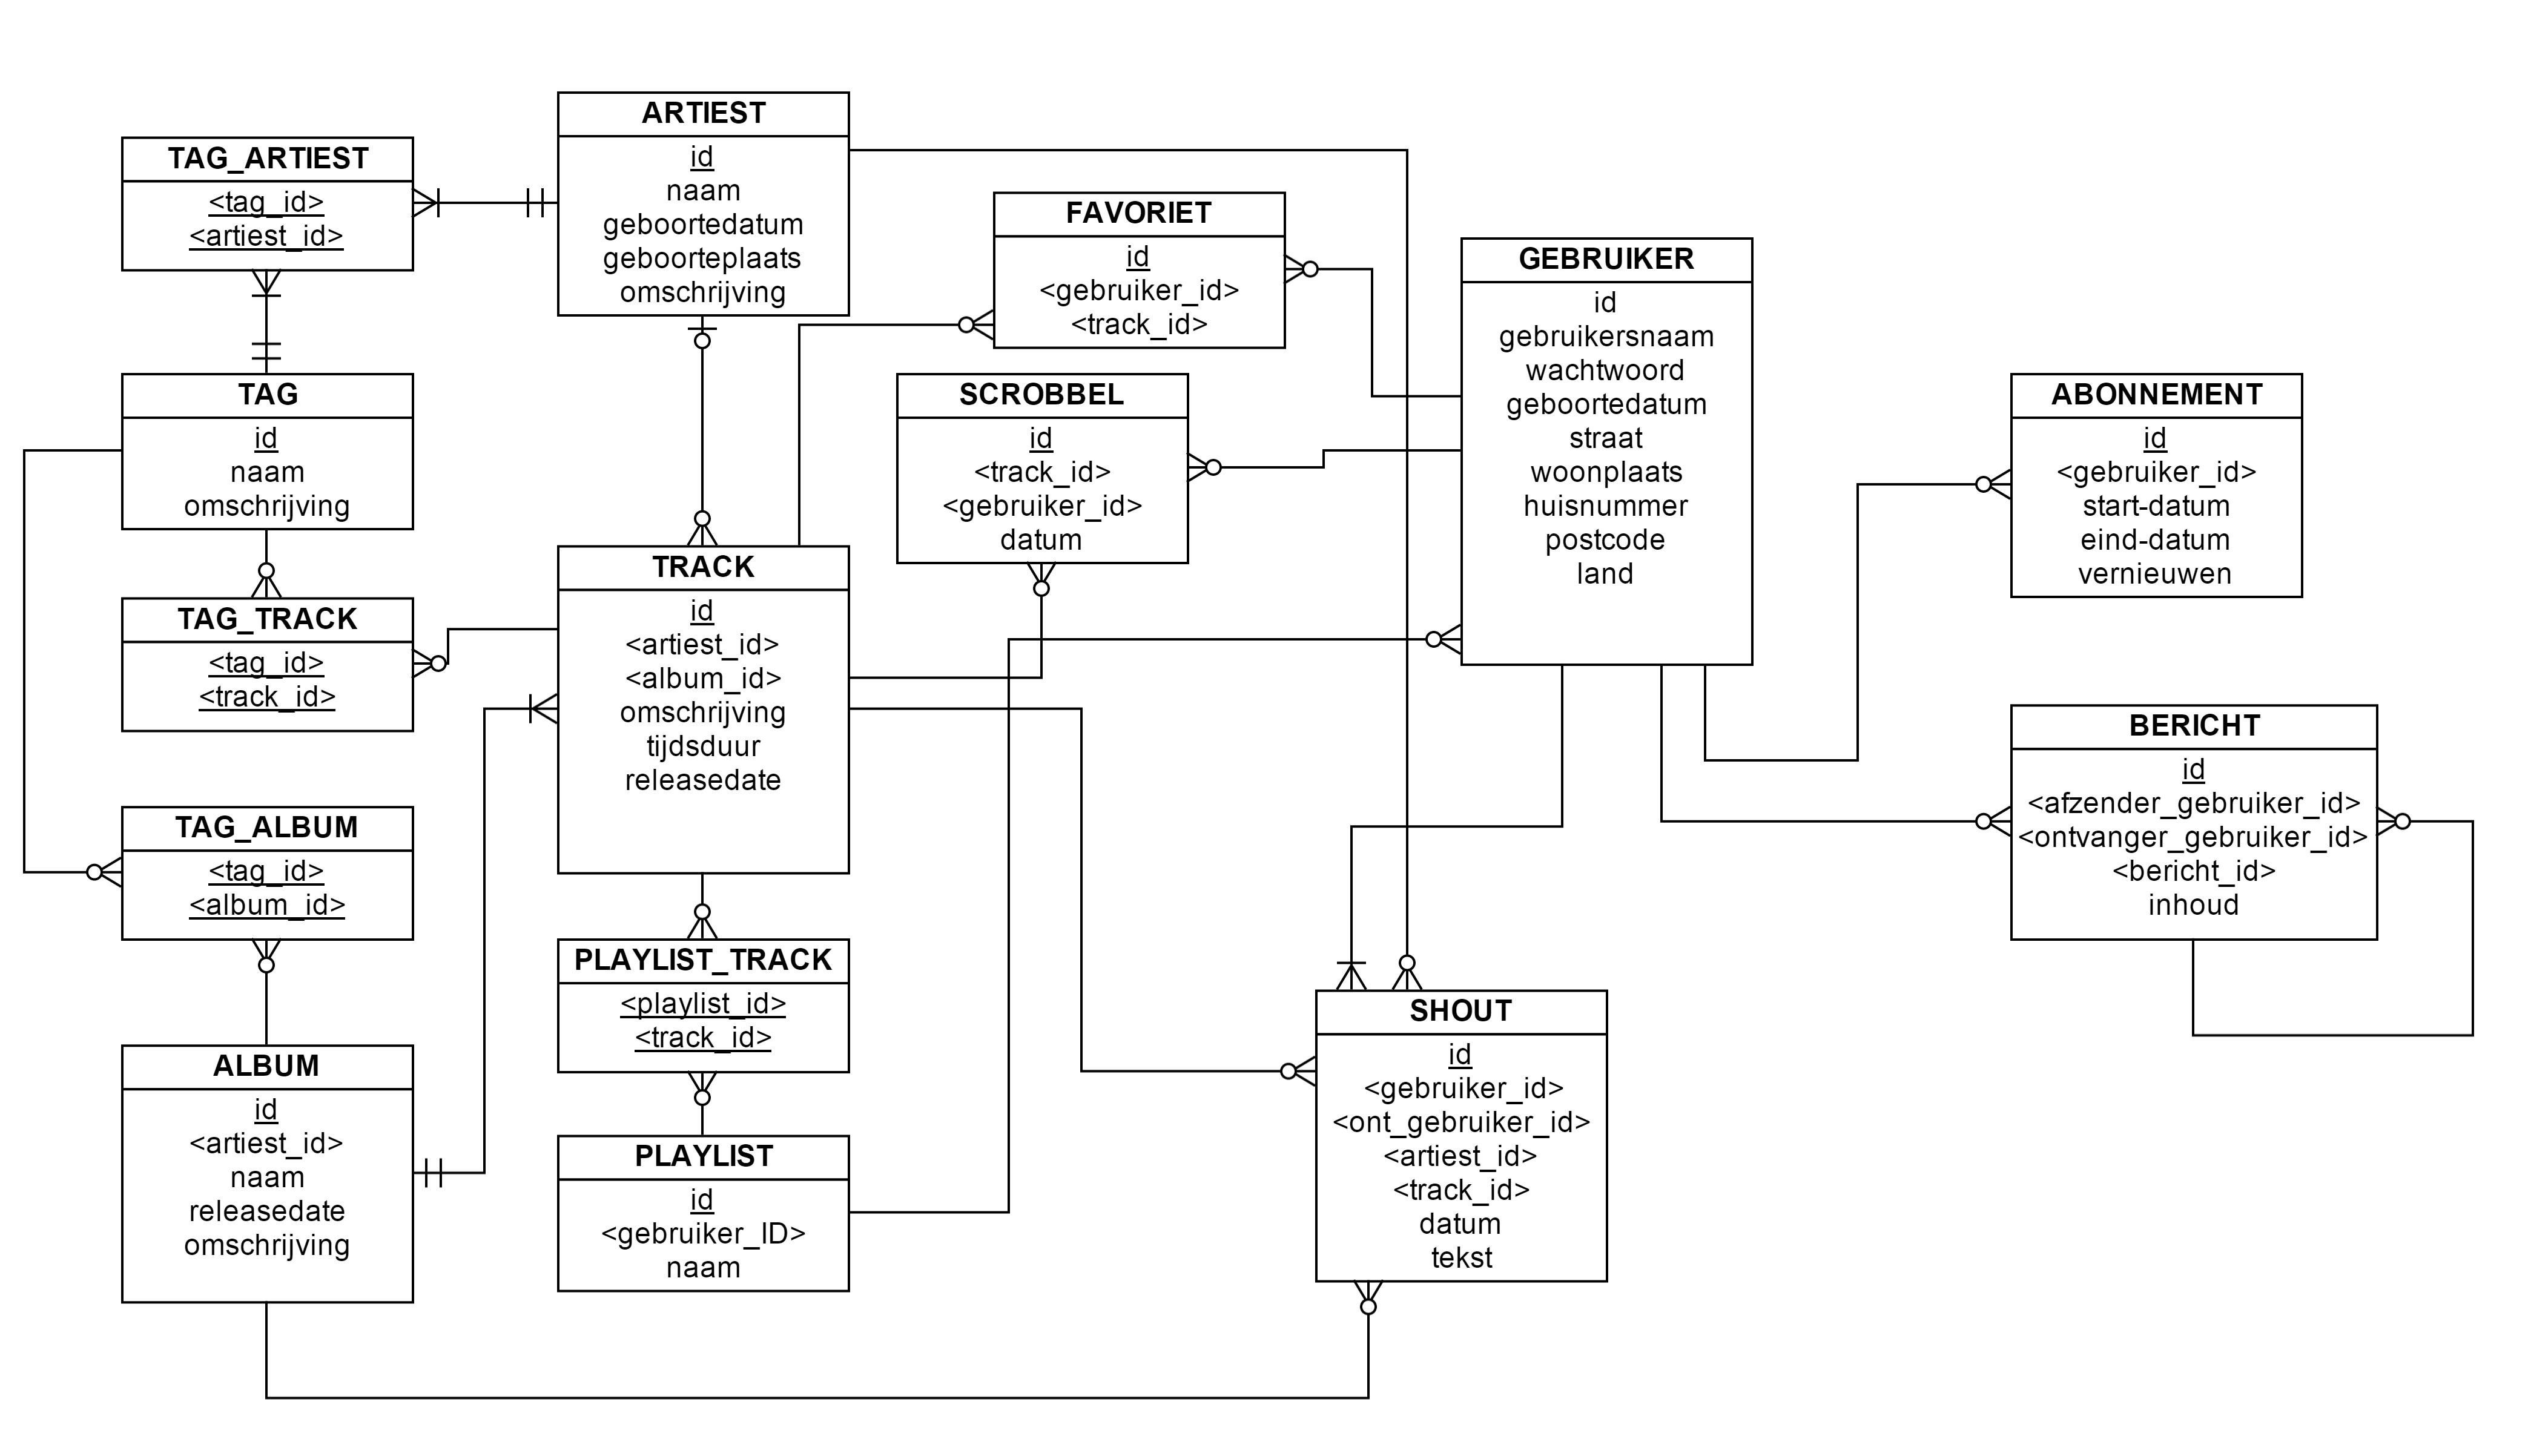 ARTIEST
id
naam
geboortedatum
geboorteplaats
omschrijving
TAG_ARTIEST
<tag_id>
<artiest_id>
FAVORIET
id
<gebruiker_id>
<track_id>
GEBRUIKER
id
gebruikersnaam
wachtwoord
geboortedatum
straat
woonplaats
huisnummer
postcode
land
TAG
id
naam
omschrijving
SCROBBEL
id
<track_id>
<gebruiker_id>
datum
ABONNEMENT
id
<gebruiker_id>
start-datum
eind-datum
vernieuwen
TRACK
id
<artiest_id>
<album_id>
omschrijving
tijdsduur
releasedate
TAG_TRACK
<tag_id>
<track_id>
BERICHT
id
<afzender_gebruiker_id>
<ontvanger_gebruiker_id>
<bericht_id>
inhoud
TAG_ALBUM
<tag_id>
<album_id>
PLAYLIST_TRACK
<playlist_id>
<track_id>
SHOUT
id
<gebruiker_id>
<ont_gebruiker_id>
<artiest_id>
<track_id>
datum
tekst
ALBUM
id
<artiest_id>
naam
releasedate
omschrijving
PLAYLIST
id
<gebruiker_ID>
naam